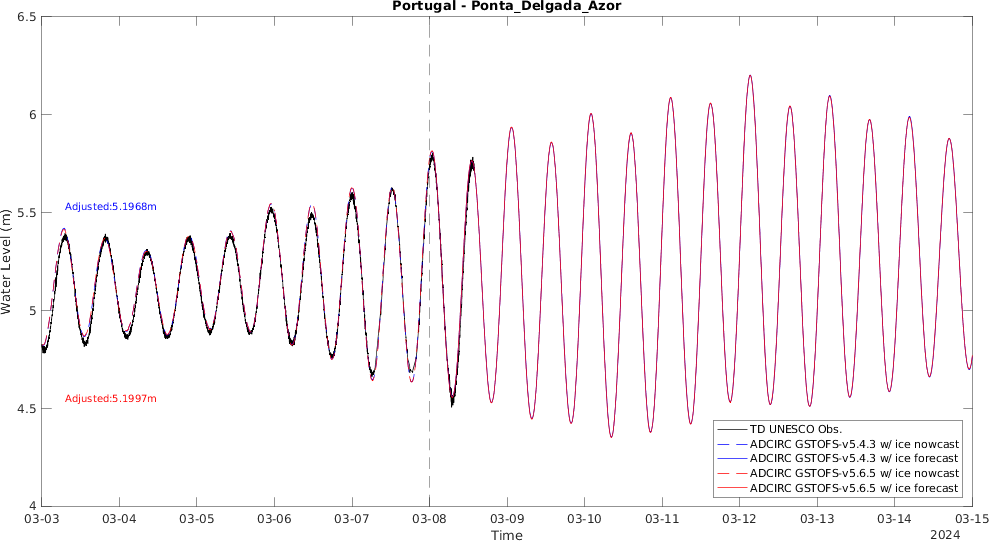 Portugal - Ponta_Delgada_Azor
6.5
6
5.5
5
4.5
4
Water Level (m)
Adjusted:5.1968m
Adjusted:5.1997m
TD UNESCO Obs.
ADCIRC GSTOFS-v5.4.3 w/ ice nowcast
ADCIRC GSTOFS-v5.4.3 w/ ice forecast
ADCIRC GSTOFS-v5.6.5 w/ ice nowcast
ADCIRC GSTOFS-v5.6.5 w/ ice forecast
03-03 03-04 03-05 03-06 03-07 03-08 03-09 03-10 03-11 03-12 03-13 03-14 03-15
Time
2024